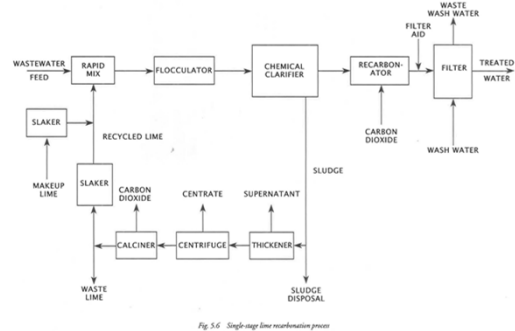 WASTE
WASH WATER
FILTER
AID
WASTEWATER
FEED
RAPID
MIX
FLOCCULATOR
CHEMICAL
CLARIFIER
RECARBON-
ATOR
FILTER
TREATED
WATER
SLAKER
RECYCLED LIME
CARBON
DIOXIDE
WASH WATER
MAKEUP
LIME
SLAKER
CARBON
DIOXIDE
CENTRATE
SUPERNATANT
SLUDGE
CALCINER
CENTRIFUGE
THICKENER
WASTE
LIME
SLUDGE
DISPOSAL
Fig. 5.6 Single-stage lime recarbonation process